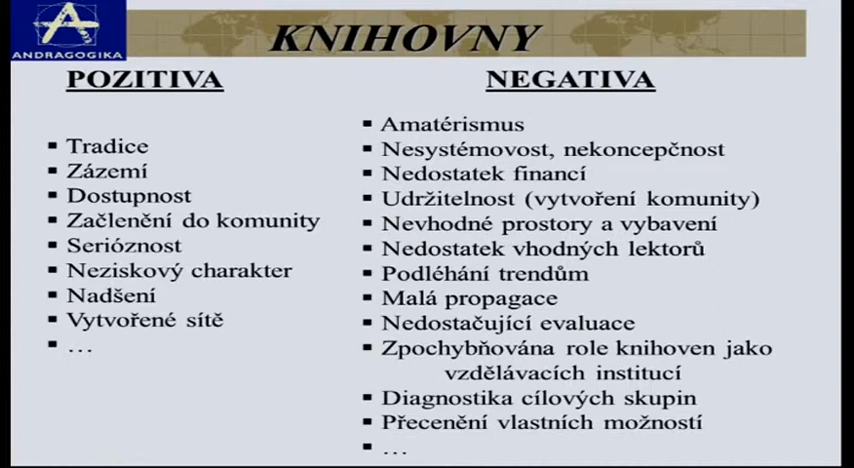 ANDRAGOGIKA
KNIHOVNY
POZITIVA
▪ Tradice
▪ Zázemí
▪ Dostupnost
▪ Začlenění do komunity
▪ Serióznost
▪ Neziskový charakter
▪ Nadšení
▪ Vytvořené sítě
▪ ...
NEGATIVA
▪ Amatérismus
▪ Nesystémovost, nekoncepčnost
▪ Nedostatek financí
▪ Udržitelnost (vytvoření komunity)
▪ Nevhodné prostory a vybavení
▪ Nedostatek vhodných lektorů
▪ Podléhání trendům
▪ Malá propagace
▪ Nedostačující evaluace
▪ Zpochybňována role knihoven jako
vzdělávacích institucí
▪ Diagnostika cílových skupin
▪ Přecenění vlastních možností
▪ ...